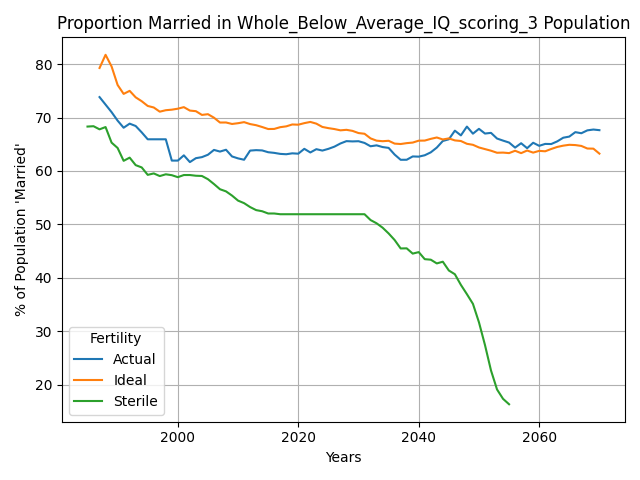 Proportion Married in Whole_Below_Average_IQ_scoring_3 Population
% of Population 'Married'
80
70
60
50
40
30
20
Fertility
Actual
Ideal
Sterile
2000
2020
2040
2060
Years